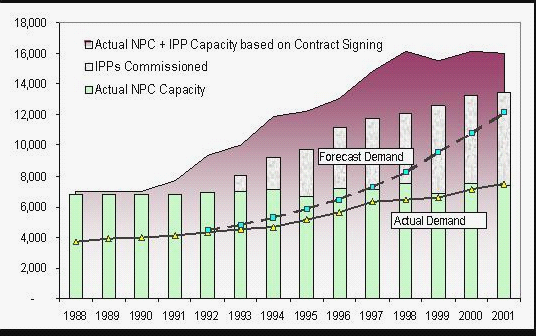 18,000
16,000
14,000
12,000
10,000
8,000
6,000
4,000
2,000
-
Actual NPC + IPP Capacity based on Contract Signing
IPPs Commissioned
Actual NPC Capacity
Forecast Demand
Actual Demand
1988 1989 1990 1991 1992 1993 1994 1995 1996 1997 1998 1999 2000 2001